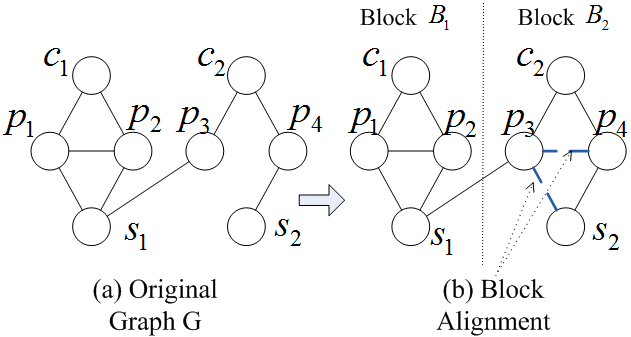 Block B₁ Block B₂
c₁ c₂ c₁ c₂
p₁ p₂ p₃ p₄ p₁ p₂ p₃ p₄
s₁ s₂ s₁ s₂
(a) Original
Graph G
(b) Block
Alignment